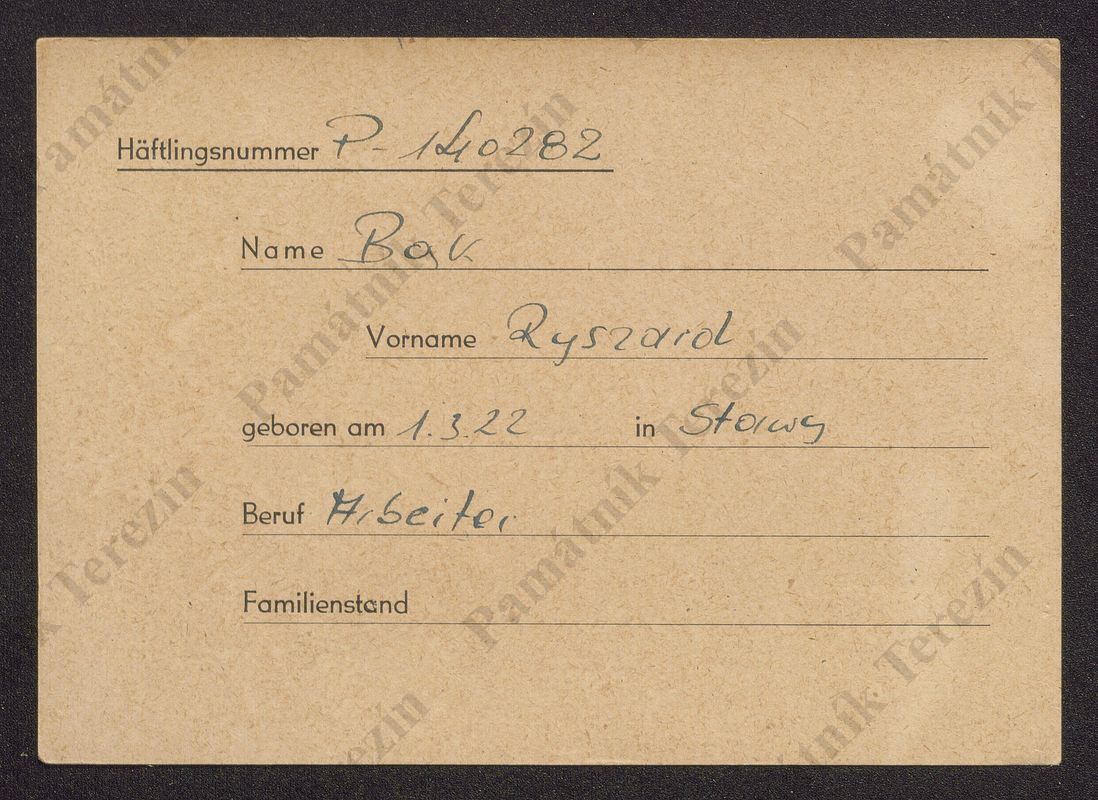 Häftlingsnummer P-140282
Name Bak
Vorname Ryszard
geboren am 1.3.22 in Stawy
Beruf Arbeiter
Familienstand
Památník Terezín